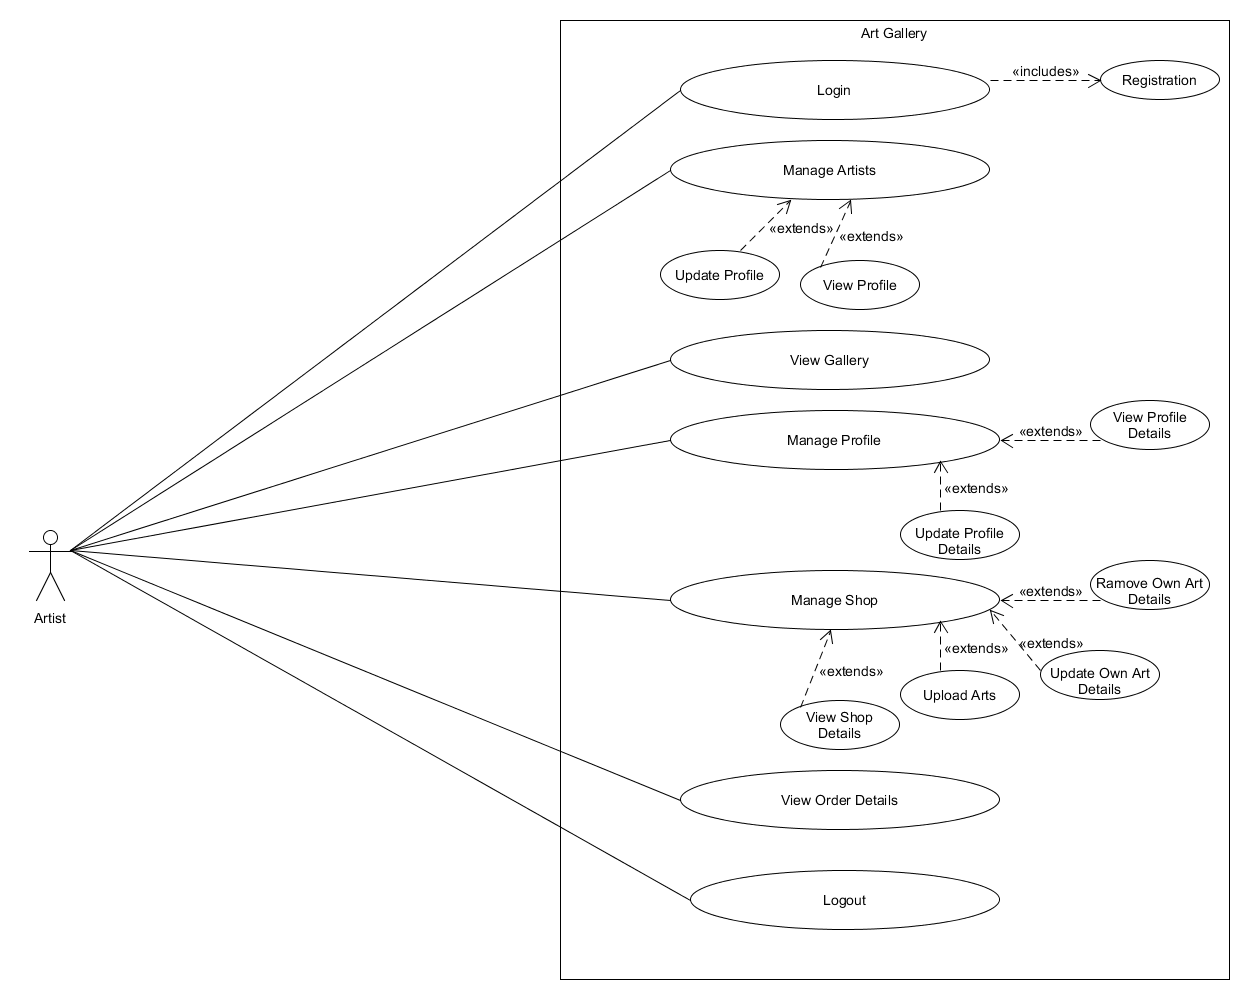 Art Gallery
Login
«includes»
Registration
Manage Artists
«extends»
«extends»
Update Profile
View Profile
View Gallery
Manage Profile
«extends»
View Profile
Details
«extends»
Update Profile
Details
Artist
Manage Shop
«extends»
Ramove Own Art
Details
«extends»
«extends»
«extends»
Update Own Art
Details
Upload Arts
View Shop
Details
View Order Details
Logout